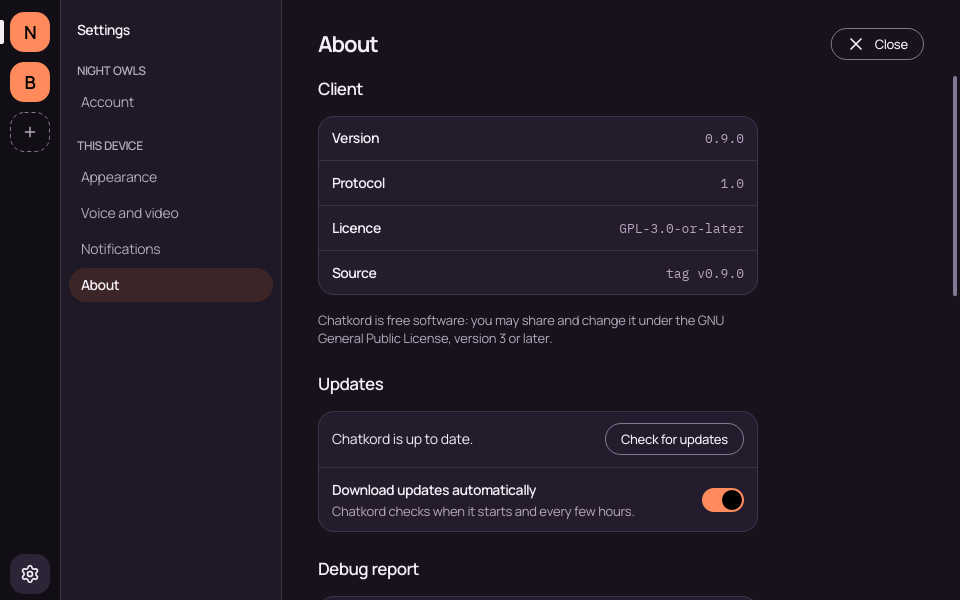 N
B
Settings
NIGHT OWLS
Account
THIS DEVICE
Appearance
Voice and video
Notifications
About
About
Close
Client
Version 0.9.0
Protocol 1.0
Licence GPL-3.0-or-later
Source tag v0.9.0
Chatkord is free software: you may share and change it under the GNU
General Public License, version 3 or later.
Updates
Chatkord is up to date. Check for updates
Download updates automatically
Chatkord checks when it starts and every few hours.
Debug report